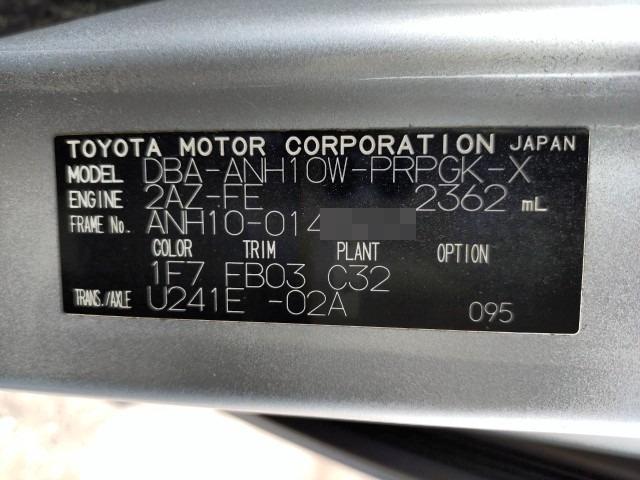 TOYOTA MOTOR CORPORATION JAPAN
MODEL DBA-ANH10W-PRPGK-X
ENGINE 2AZ-FE 2362 mL
FRAME No. ANH10-014
COLOR TRIM PLANT OPTION
1F7 FB03 C32
TRANS./AXLE U241E -02A 095